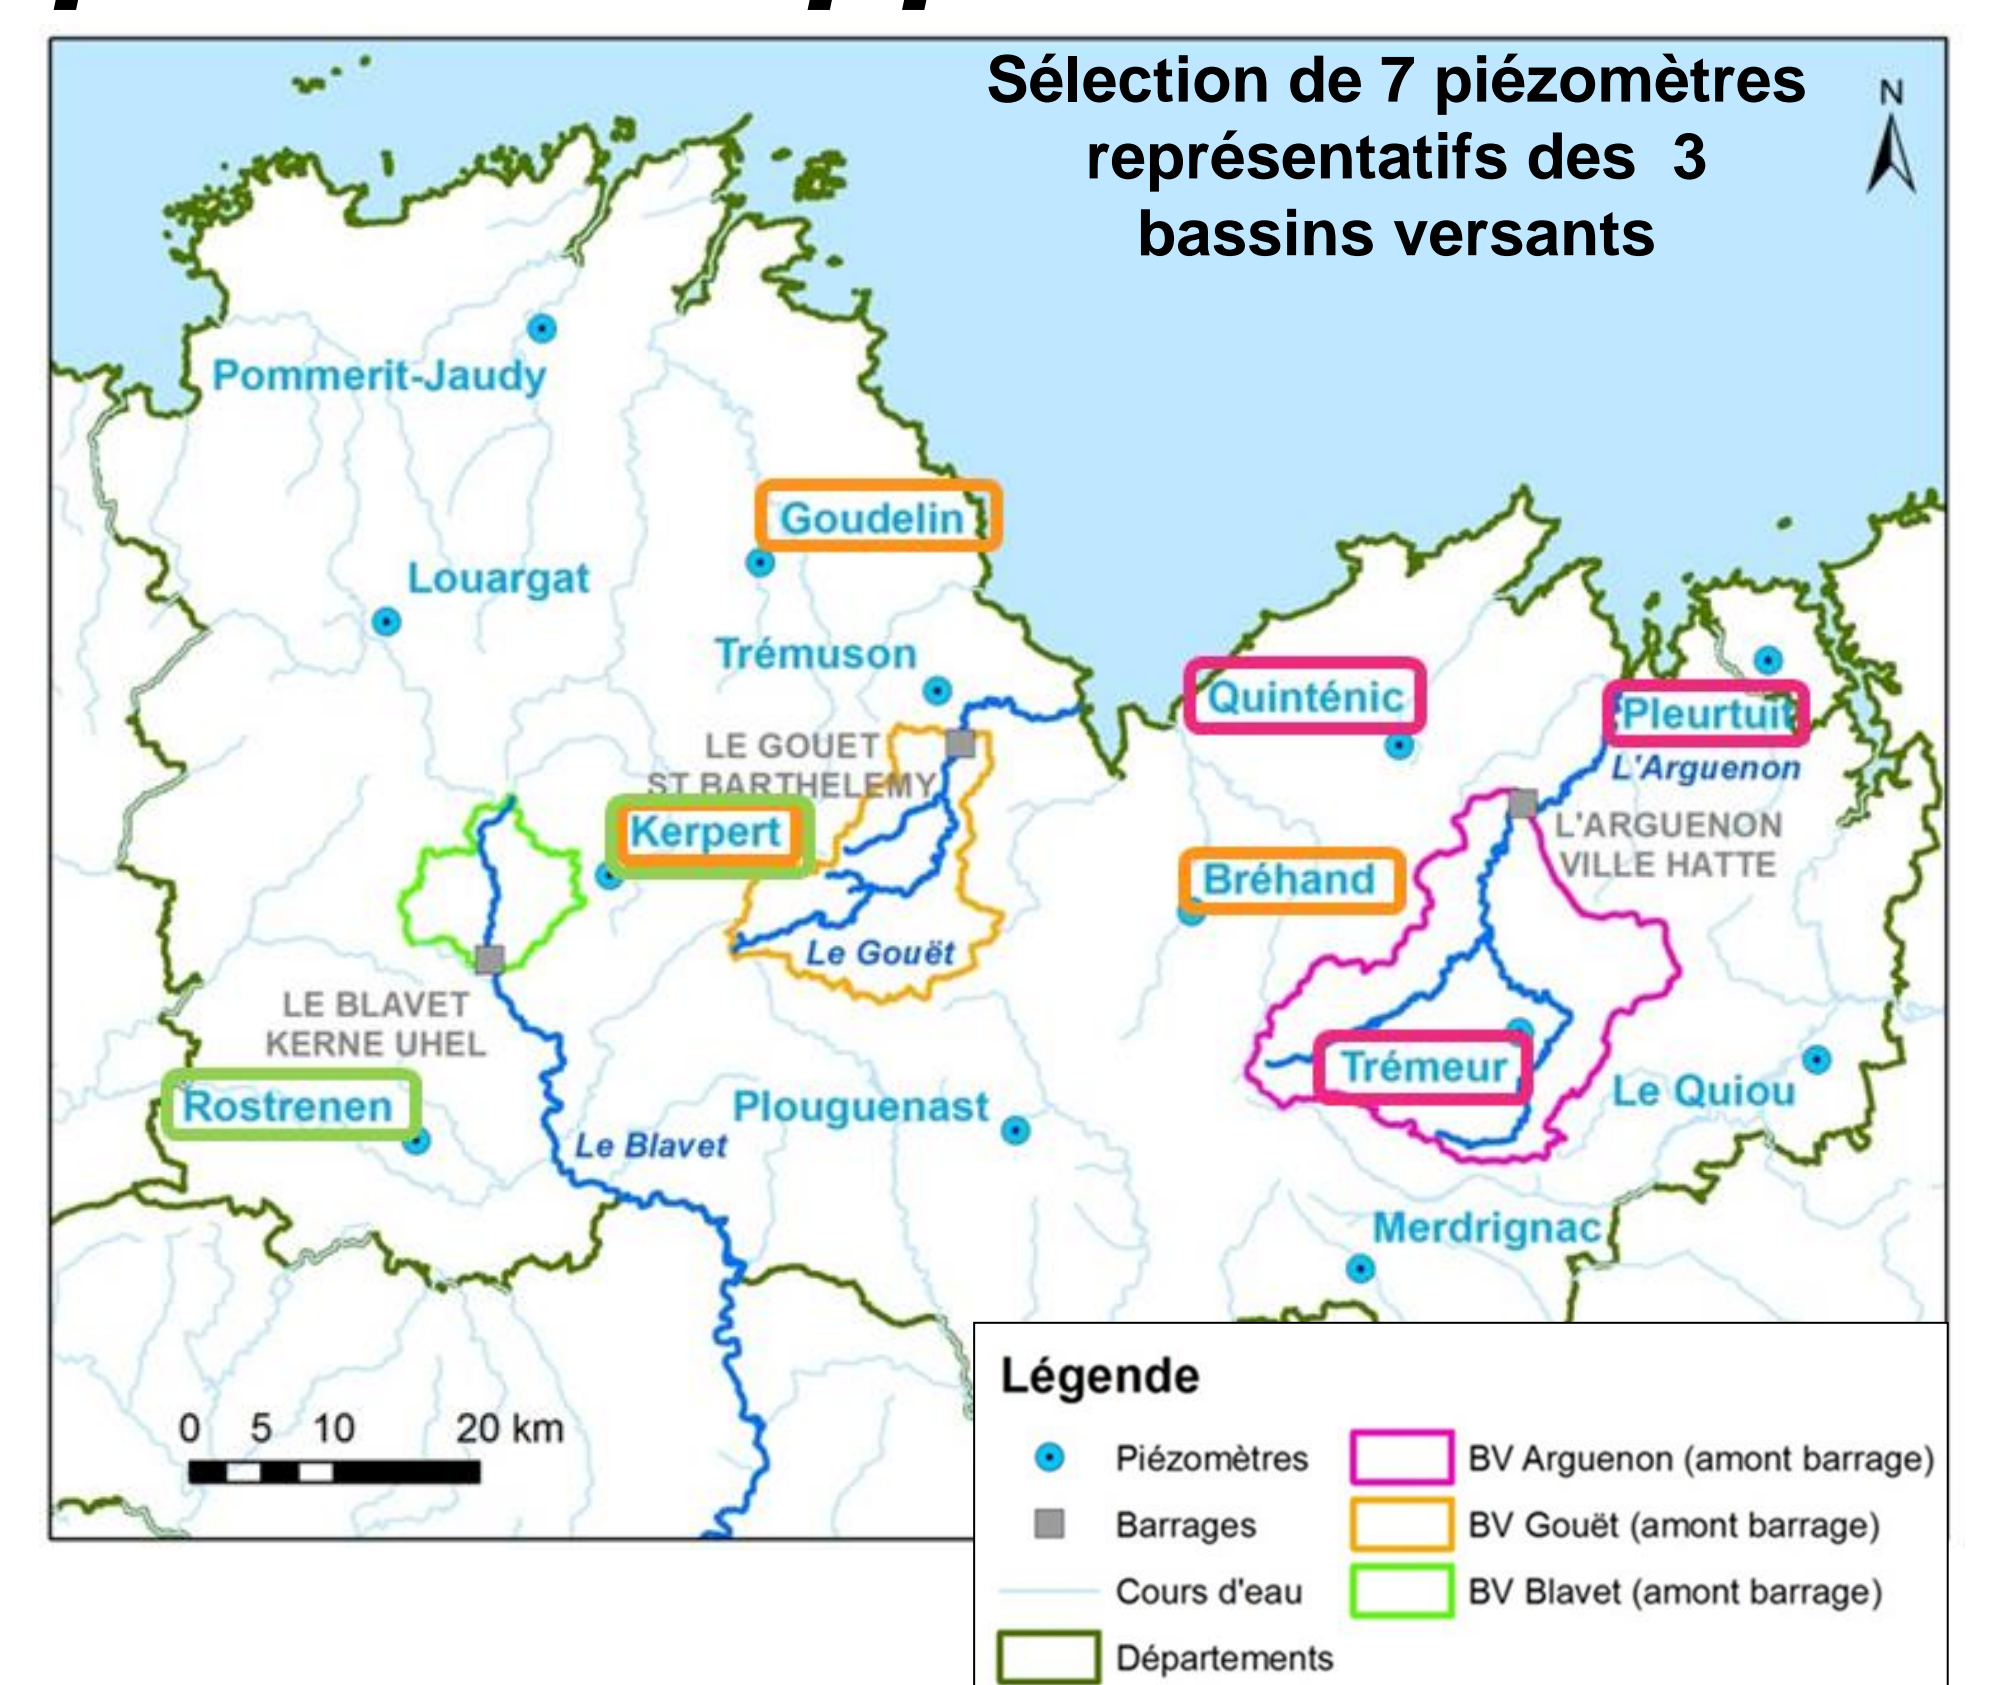 Sélection de 7 piézomètres
représentatifs des 3
bassins versants
N
Pommerit-Jaudy
Goudelin
Louargat
Trémuson
Quinténic
Pleurtuit
LE GOUET
ST BARTHELEMY
L'Arguenon
Kerpert
L'ARGUENON
VILLE HATTE
Bréhand
Le Gouët
LE BLAVET
KERNE UHEL
Trémeur
Le Quiou
Rostrenen
Plouguenast
Le Blavet
Merdrignac
0 5 10 20 km
Légende
Piézomètres
BV Arguenon (amont barrage)
Barrages
BV Gouët (amont barrage)
Cours d'eau
BV Blavet (amont barrage)
Départements